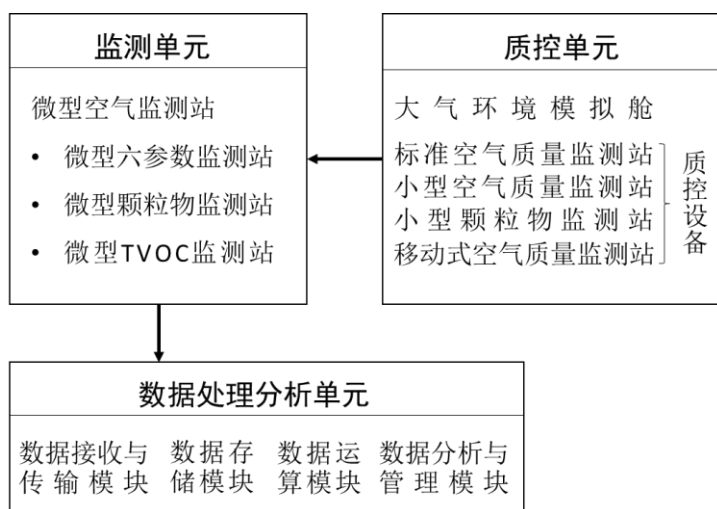 监测单元
微型空气监测站
• 微型六参数监测站
• 微型颗粒物监测站
• 微型TVOC监测站
质控单元
大气环境模拟舱
标准空气质量监测站
小型空气质量监测站
小型颗粒物监测站
移动式空气质量监测站
质控设备
数据处理分析单元
数据接收与
传输模块
数据存
储模块
数据运
算模块
数据分析与
管理模块